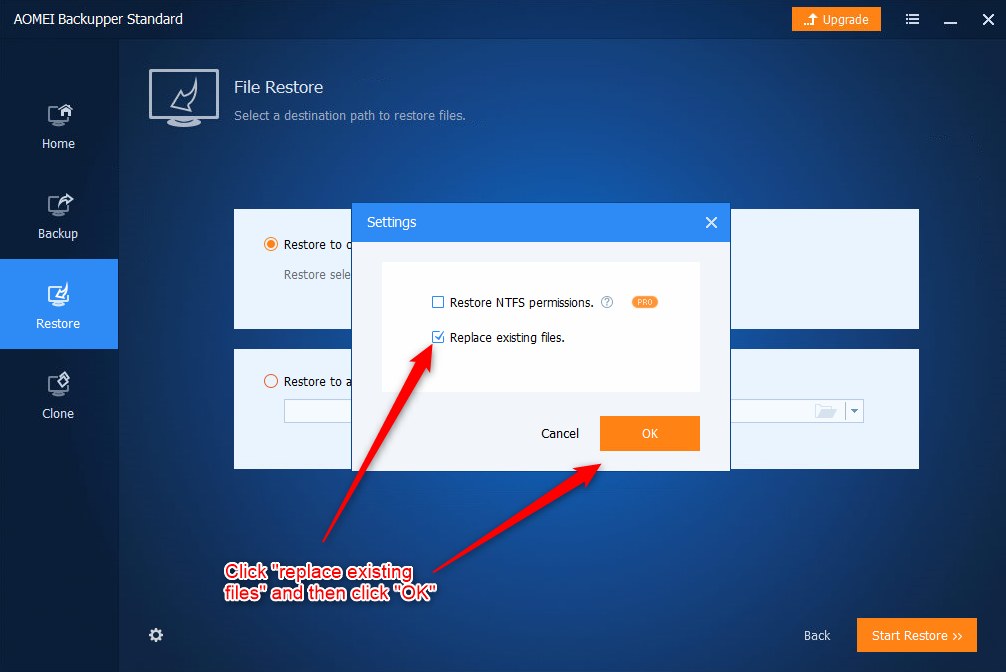 AOMEI Backupper Standard
Upgrade
File Restore
Select a destination path to restore files.
Home
Backup
Restore
Clone
Settings
Restore to
Restore sele
Restore NTFS permissions. ? PRO
Replace existing files.
Restore to a
Cancel
OK
Click "replace existing
files" and then click "OK"
Back
Start Restore >>